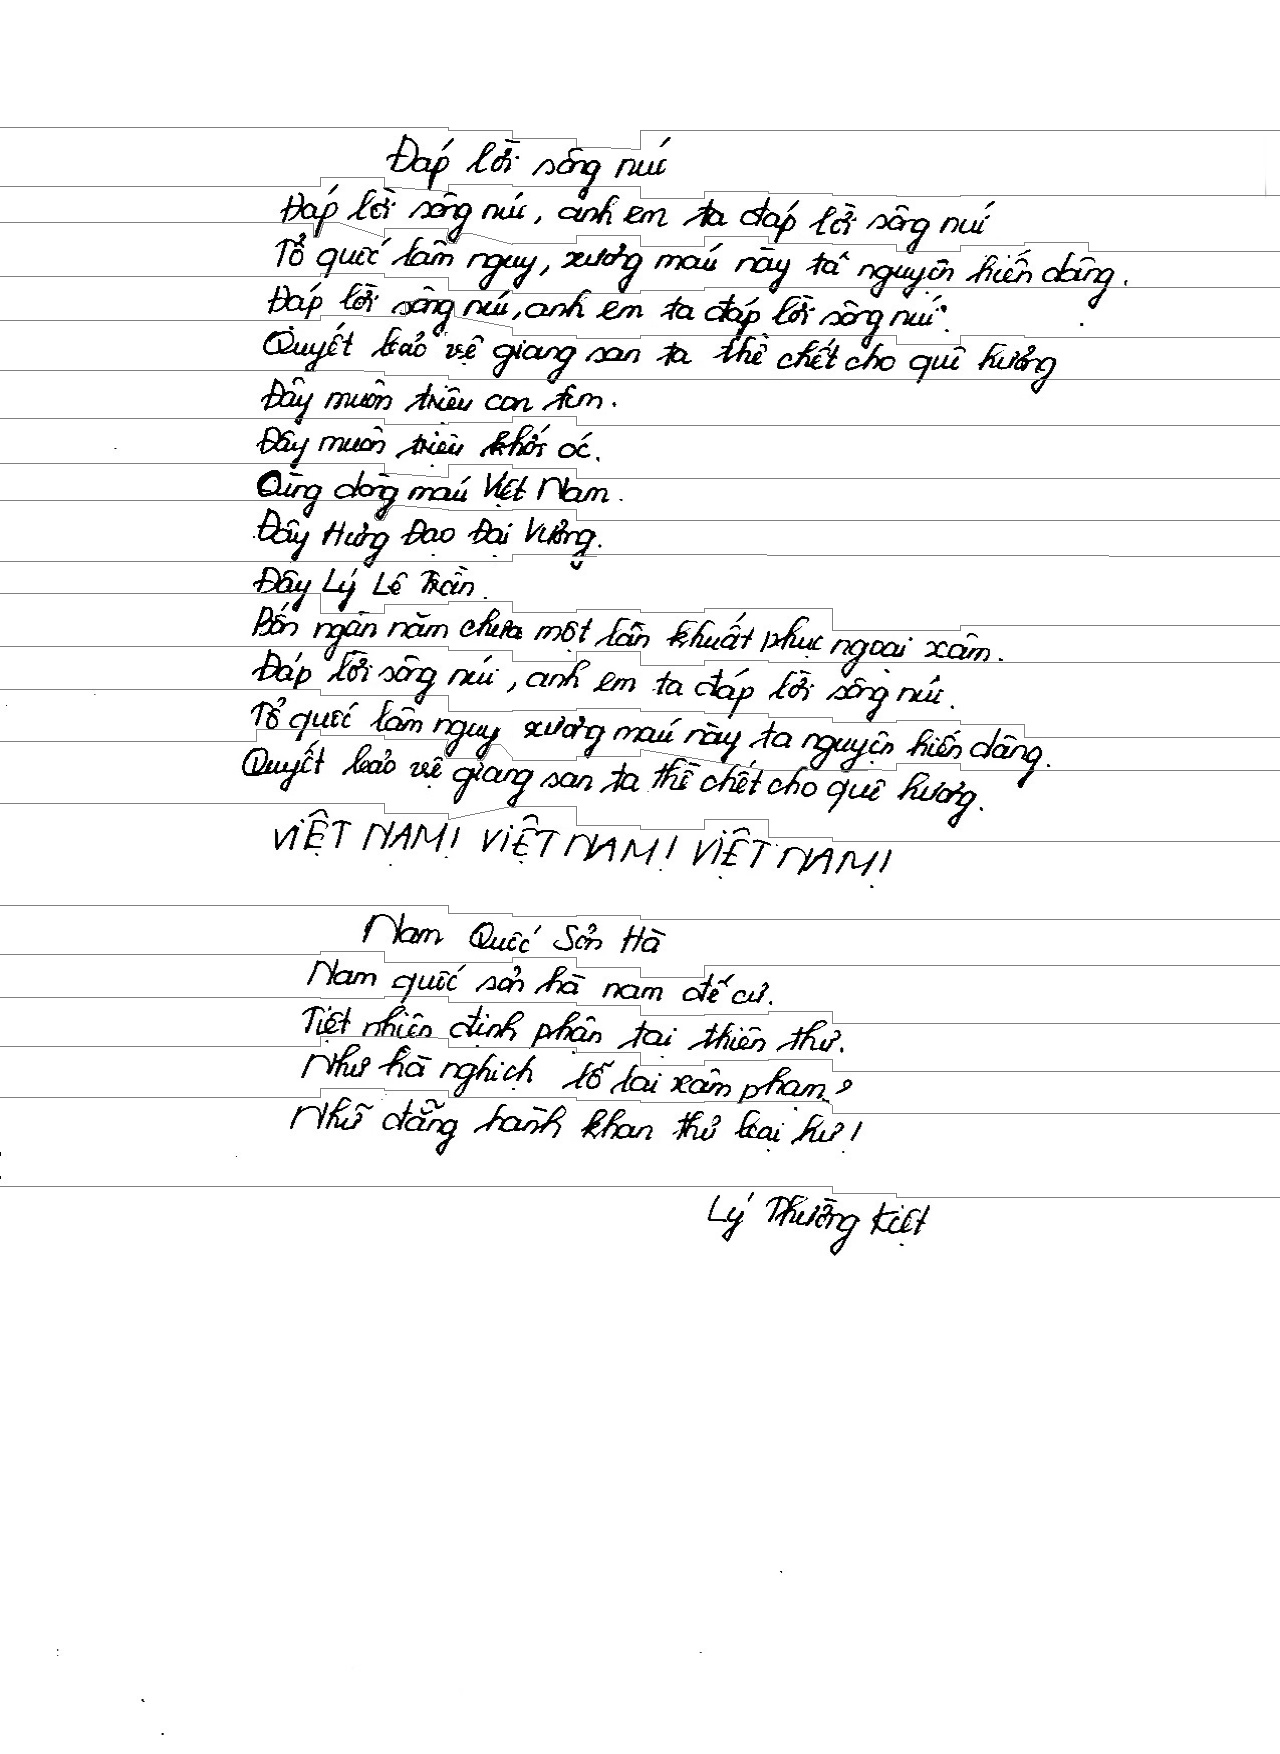 Đáp lời sông núi
Đáp lời sông núi, anh em ta đáp lời sông núi
Tổ quốc lâm nguy, xương máu này ta nguyện hiến dâng.
Đáp lời sông núi, anh em ta đáp lời sông núi.
Quyết bảo vệ giang san ta thề chết cho quê hương
Đây muôn triệu con tim.
Đây muôn triệu khối óc.
Cùng dòng máu Việt Nam.
Đây Hưng Đạo Đại Vương.
Đây Lý Lê Trần.
Bốn ngàn năm chưa một lần khuất phục ngoại xâm.
Đáp lời sông núi, anh em ta đáp lời sông núi.
Tổ quốc lâm nguy xương máu này ta nguyện hiến dâng.
Quyết bảo vệ giang san ta thề chết cho quê hương.
VIỆT NAM! VIỆT NAM! VIỆT NAM!
Nam Quốc Sơn Hà
Nam quốc sơn hà nam đế cư.
Tiệt nhiên định phận tại thiên thư.
Như hà nghịch lỗ lai xâm phạm?
Nhữ đẳng hành khan thủ bại hư!
Lý Thường Kiệt